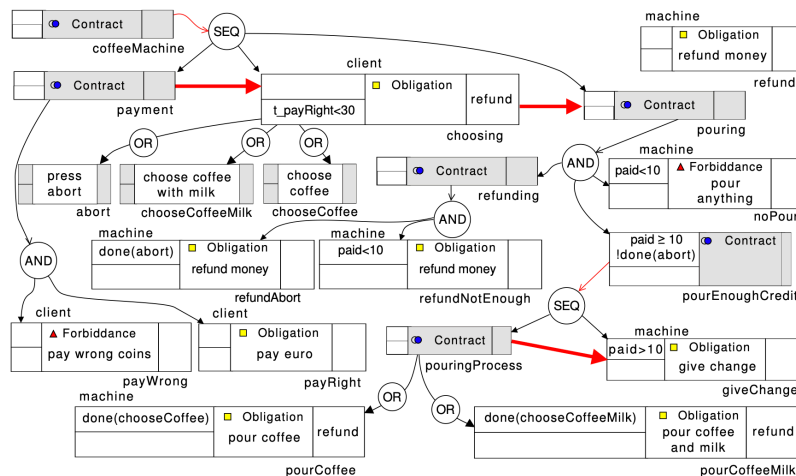 machine
Contract
coffeeMachine
SEQ
Obligation
refund money
refund
client
Contract
payment
Obligation
refund
t_payRight<30
choosing
Contract
pouring
OR
OR
OR
press
abort
abort
choose coffee
with milk
chooseCoffeeMilk
choose
coffee
chooseCoffee
Contract
refunding
AND
machine
paid<10
Forbiddance
pour
anything
noPour
AND
machine
done(abort)
Obligation
refund money
refundAbort
machine
paid<10
Obligation
refund money
refundNotEnough
paid ≥ 10
!done(abort)
Contract
pourEnoughCredit
AND
SEQ
client
Forbiddance
pay wrong coins
payWrong
client
Obligation
pay euro
payRight
Contract
pouringProcess
machine
paid>10
Obligation
give change
giveChange
OR
OR
machine
done(chooseCoffee)
Obligation
pour coffee
refund
pourCoffee
done(chooseCoffeeMilk)
Obligation
pour coffee
and milk
refund
pourCoffeeMilk